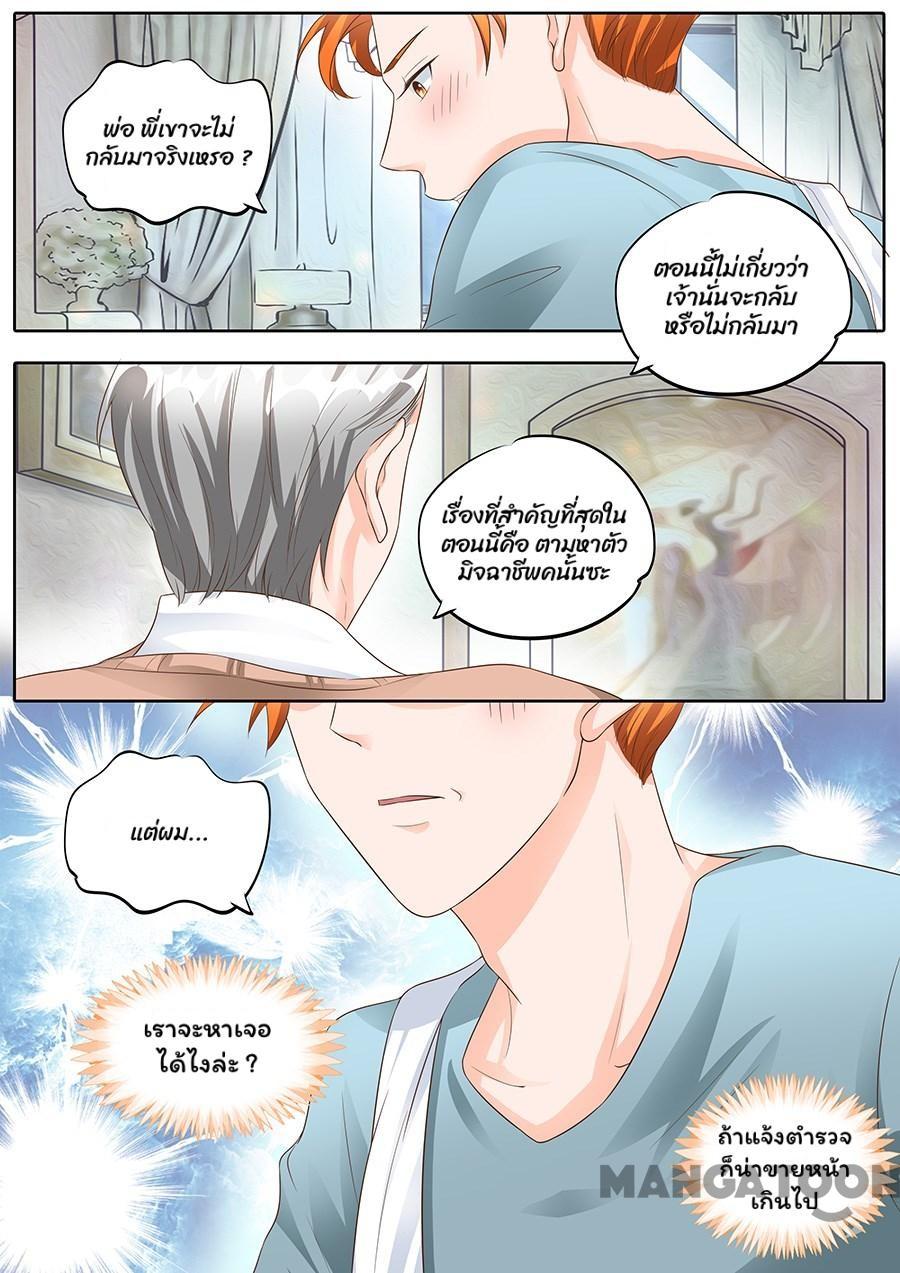 พ่อ พี่เขาจะไม่
กลับมาจริงเหรอ ?
ตอนนี้ไม่เกี่ยวว่า
เจ้านั่นจะกลับ
หรือไม่กลับมา
เรื่องที่สำคัญที่สุดใน
ตอนนี้คือ ตามหาตัว
มิจฉาชีพคนั้นซะ
แต่ผม...
เราจะหาเจอ
ได้ไงล่ะ ?
ถ้าแจ้งตำรวจ
ก็น่าขายหน้า
เกินไป
MANGATOON